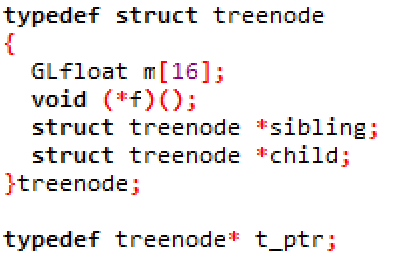 typedef struct treenode
{
GLfloat m[16];
void (*f)();
struct treenode *sibling;
struct treenode *child;
}treenode;
typedef treenode* t_ptr;